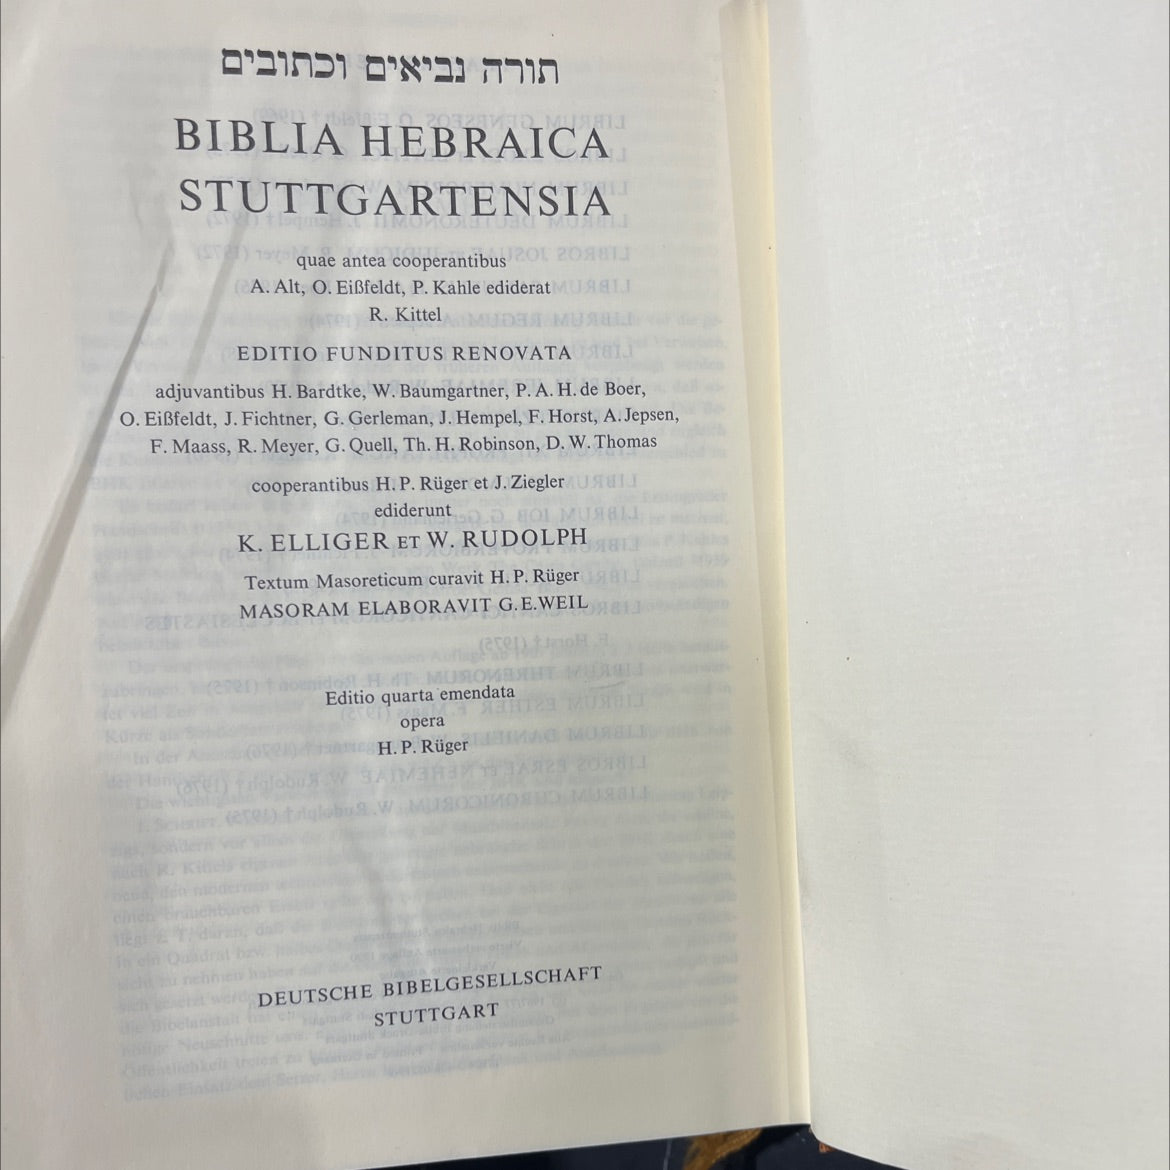 תורה נביאים וכתובים
BIBLIA HEBRAICA
STUTTGARTENSIA
quae antea cooperantibus
A. Alt, O. Eißfeldt, P. Kahle ediderat
R. Kittel
EDITIO FUNDITUS RENOVATA
adjuvantibus H. Bardtke, W. Baumgartner, P. A. H. de Boer,
O. Eißfeldt, J. Fichtner, G. Gerleman, J. Hempel, F. Horst, A. Jepsen,
F. Maass, R. Meyer, G. Quell, Th. H. Robinson, D. W. Thomas
cooperantibus H. P. Rüger et J. Ziegler
ediderunt
K. ELLIGER ET W. RUDOLPH
Textum Masoreticum curavit H. P. Rüger
MASORAM ELABORAVIT G. E. WEIL
Editio quarta emendata
opera
H. P. Rüger
DEUTSCHE BIBELGESELLSCHAFT
STUTTGART